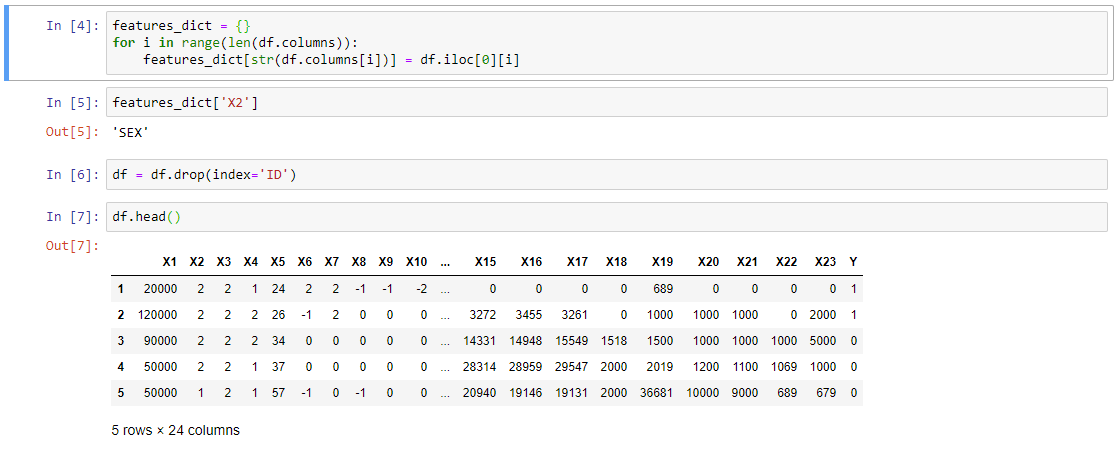 In [4]: features_dict = {}
for i in range(len(df.columns)):
    features_dict[str(df.columns[i])] = df.iloc[0][i]
In [5]: features_dict['X2']
Out[5]: 'SEX'
In [6]: df = df.drop(index='ID')
In [7]: df.head()
Out[7]:
X1 X2 X3 X4 X5 X6 X7 X8 X9 X10 ... X15 X16 X17 X18 X19 X20 X21 X22 X23 Y
1 20000 2 2 1 24 2 2 -1 -1 -2 ... 0 0 0 0 689 0 0 0 0 1
2 120000 2 2 2 26 -1 2 0 0 0 ... 3272 3455 3261 0 1000 1000 1000 0 2000 1
3 90000 2 2 2 34 0 0 0 0 0 ... 14331 14948 15549 1518 1500 1000 1000 1000 5000 0
4 50000 2 2 1 37 0 0 0 0 0 ... 28314 28959 29547 2000 2019 1200 1100 1069 1000 0
5 50000 1 2 1 57 -1 0 -1 0 0 ... 20940 19146 19131 2000 36681 10000 9000 689 679 0
5 rows × 24 columns